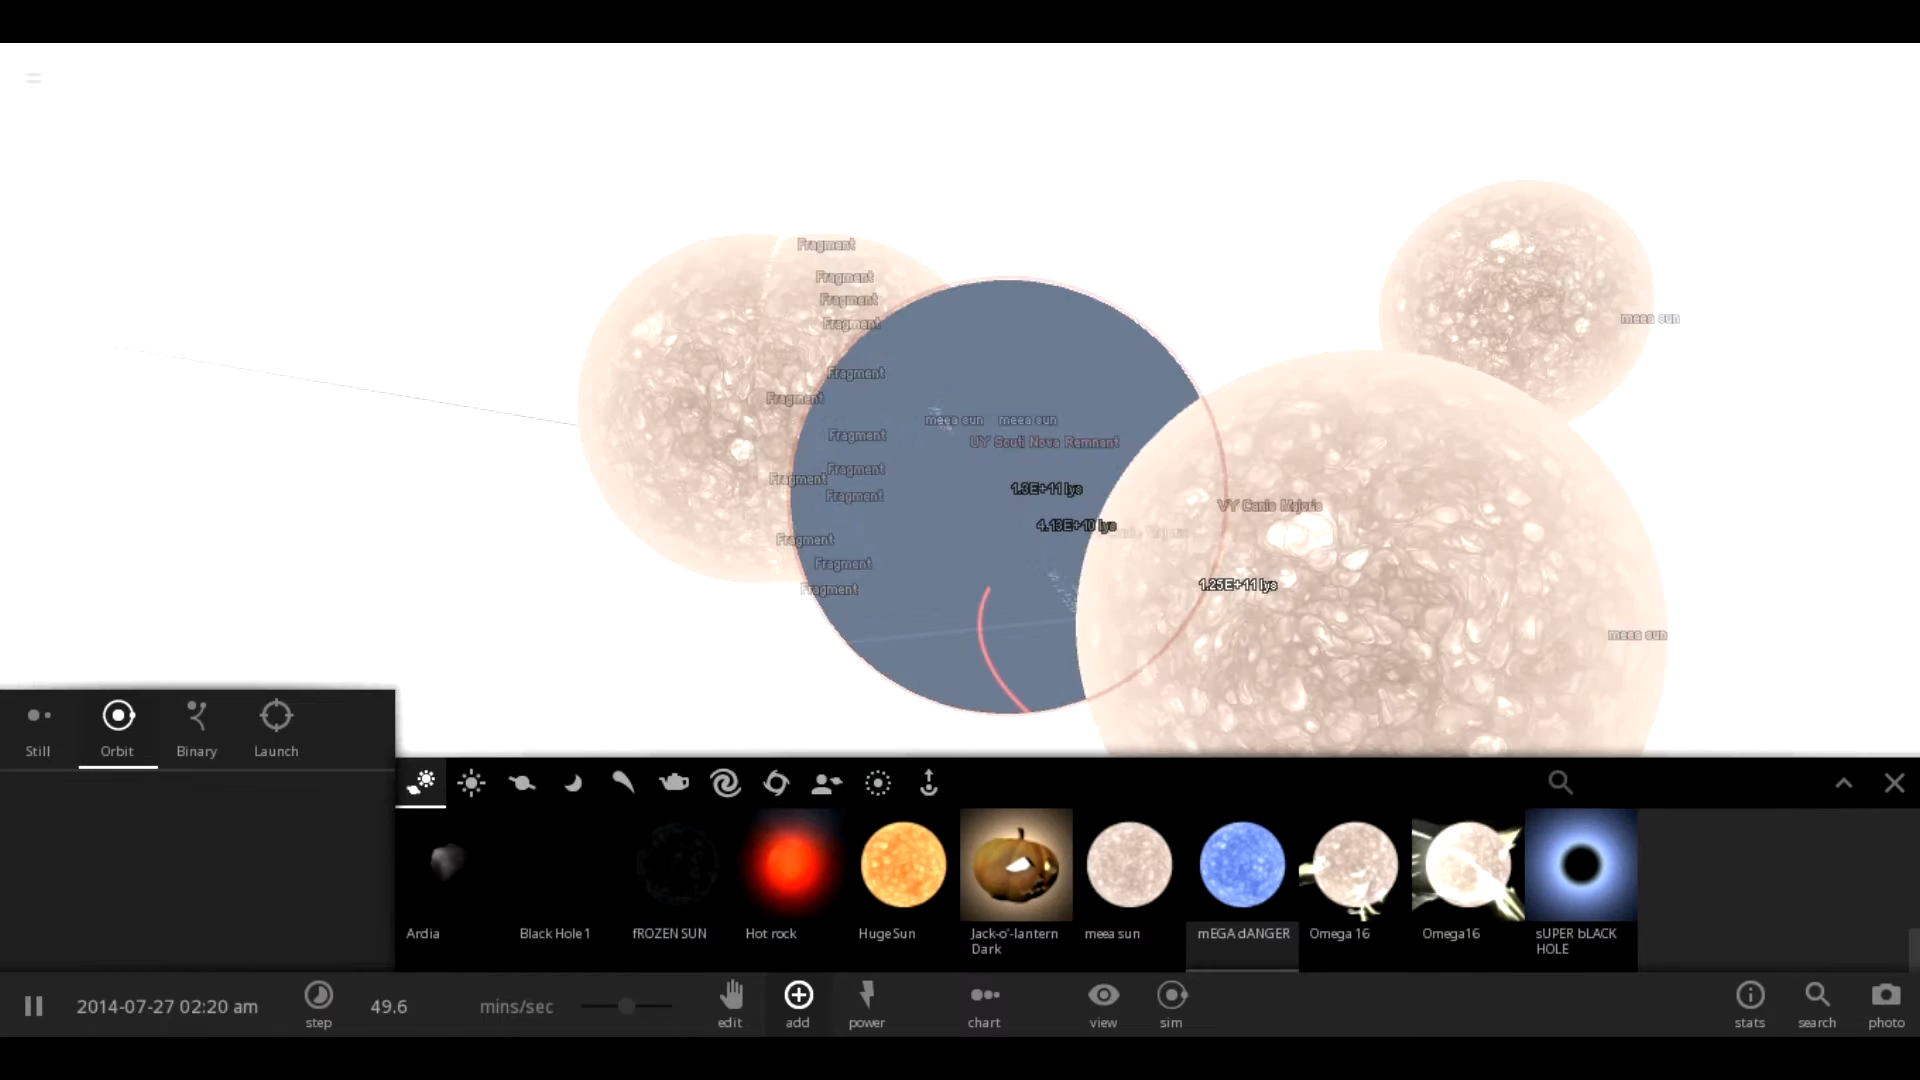 Fragment
Fragment
Fragment
Fragment
Fragment
Fragment
Fragment
Fragment
Fragment
Fragment
Fragment
Fragment
Fragment
meea sun
meea sun meea sun
UY Scuti Nova Remnant
1.3E+11 lys
4.13E+10 lys
VY Canis Majoris
1.25E+11 lys
meea sun
Still
Orbit
Binary
Launch
Ardia
Black Hole 1
fROZEN SUN
Hot rock
Huge Sun
Jack-o'-lantern
Dark
meea sun
mEGA dANGER
Omega 16
Omega16
sUPER bLACK
HOLE
2014-07-27 02:20 am
step
49.6
mins/sec
edit
add
power
chart
view
sim
stats
search
photo